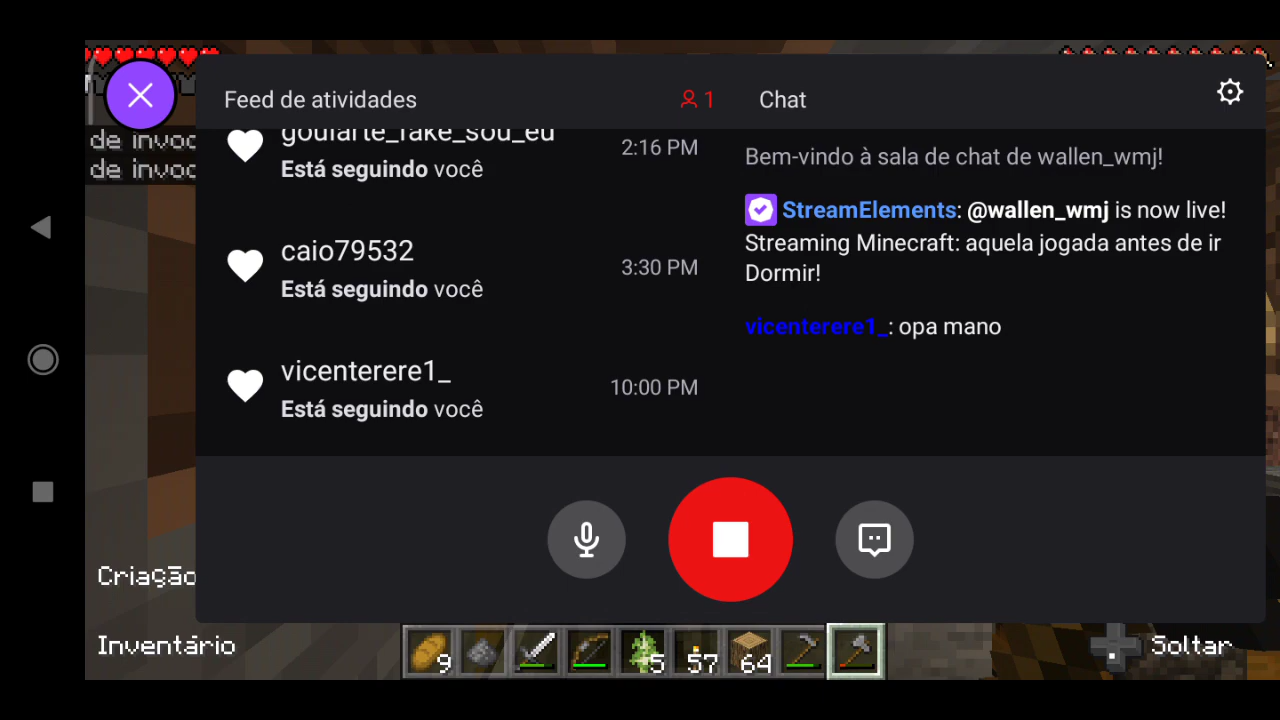 Feed de atividades
1
Chat
goularte_fake_sou_eu
2:16 PM
Está seguindo você
caio79532
3:30 PM
Está seguindo você
vicenterere1_
10:00 PM
Está seguindo você
Bem-vindo à sala de chat de wallen_wmj!
StreamElements: @wallen_wmj is now live!
Streaming Minecraft: aquela jogada antes de ir
Dormir!
vicenterere1_: opa mano
de invoc
de invoc
Criação
Inventário
9
5
57
64
Soltar